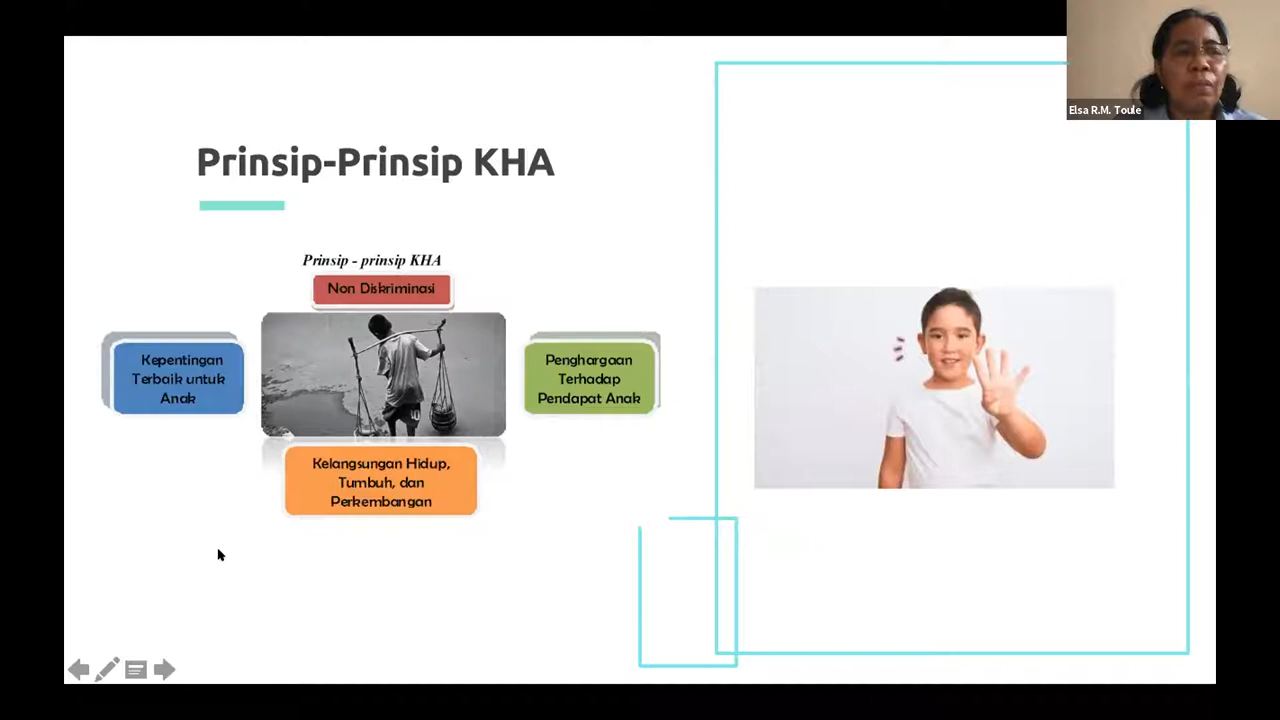 Elsa R.M. Toule
Prinsip-Prinsip KHA
Prinsip - prinsip KHA
Non Diskriminasi
Kepentingan
Terbaik untuk
Anak
Penghargaan
Terhadap
Pendapat Anak
Kelangsungan Hidup,
Tumbuh, dan
Perkembangan
10